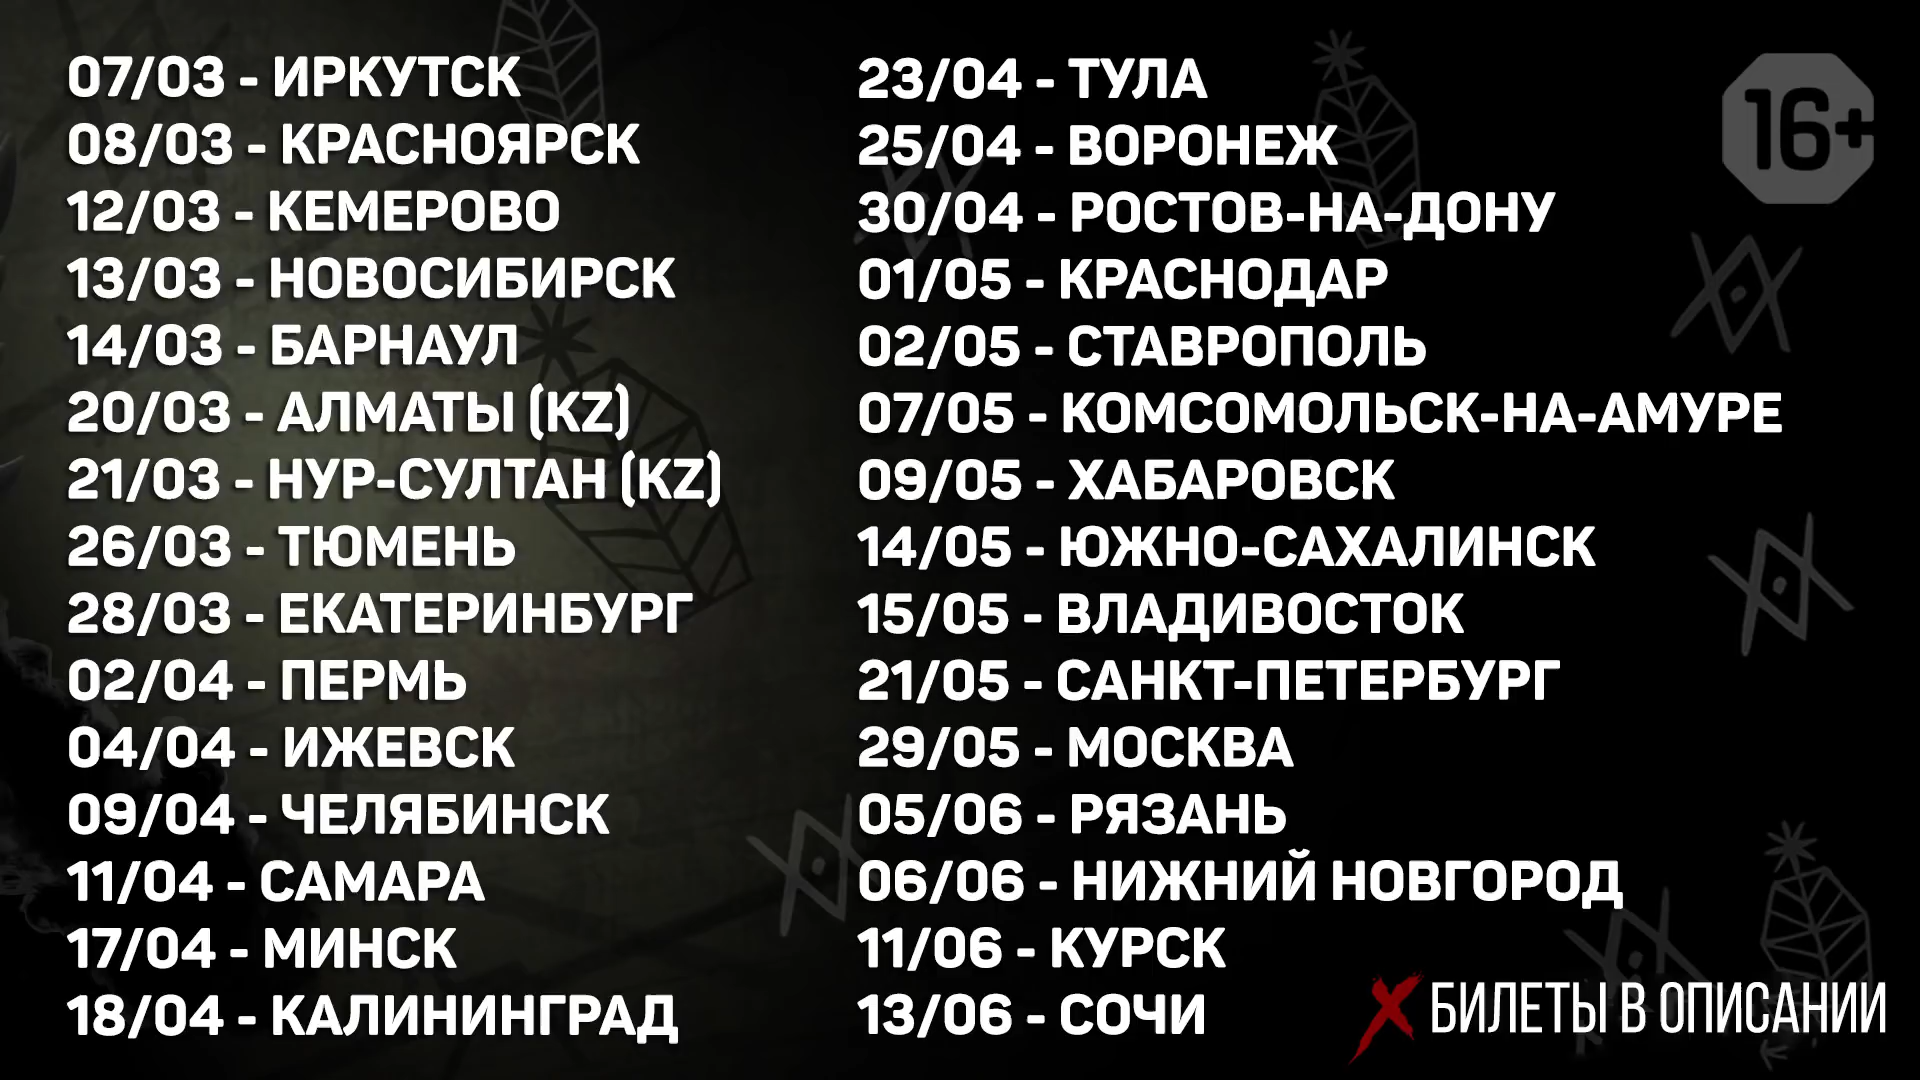 07/03 - ИРКУТСК
08/03 - КРАСНОЯРСК
12/03 - КЕМЕРОВО
13/03 - НОВОСИБИРСК
14/03 - БАРНАУЛ
20/03 - АЛМАТЫ (KZ)
21/03 - НУР-СУЛТАН (KZ)
26/03 - ТЮМЕНЬ
28/03 - ЕКАТЕРИНБУРГ
02/04 - ПЕРМЬ
04/04 - ИЖЕВСК
09/04 - ЧЕЛЯБИНСК
11/04 - САМАРА
17/04 - МИНСК
18/04 - КАЛИНИНГРАД
23/04 - ТУЛА
25/04 - ВОРОНЕЖ
30/04 - РОСТОВ-НА-ДОНУ
01/05 - КРАСНОДАР
02/05 - СТАВРОПОЛЬ
07/05 - КОМСОМОЛЬСК-НА-АМУРЕ
09/05 - ХАБАРОВСК
14/05 - ЮЖНО-САХАЛИНСК
15/05 - ВЛАДИВОСТОК
21/05 - САНКТ-ПЕТЕРБУРГ
29/05 - МОСКВА
05/06 - РЯЗАНЬ
06/06 - НИЖНИЙ НОВГОРОД
11/06 - КУРСК
13/06 - СОЧИ
16+
БИЛЕТЫ В ОПИСАНИИ